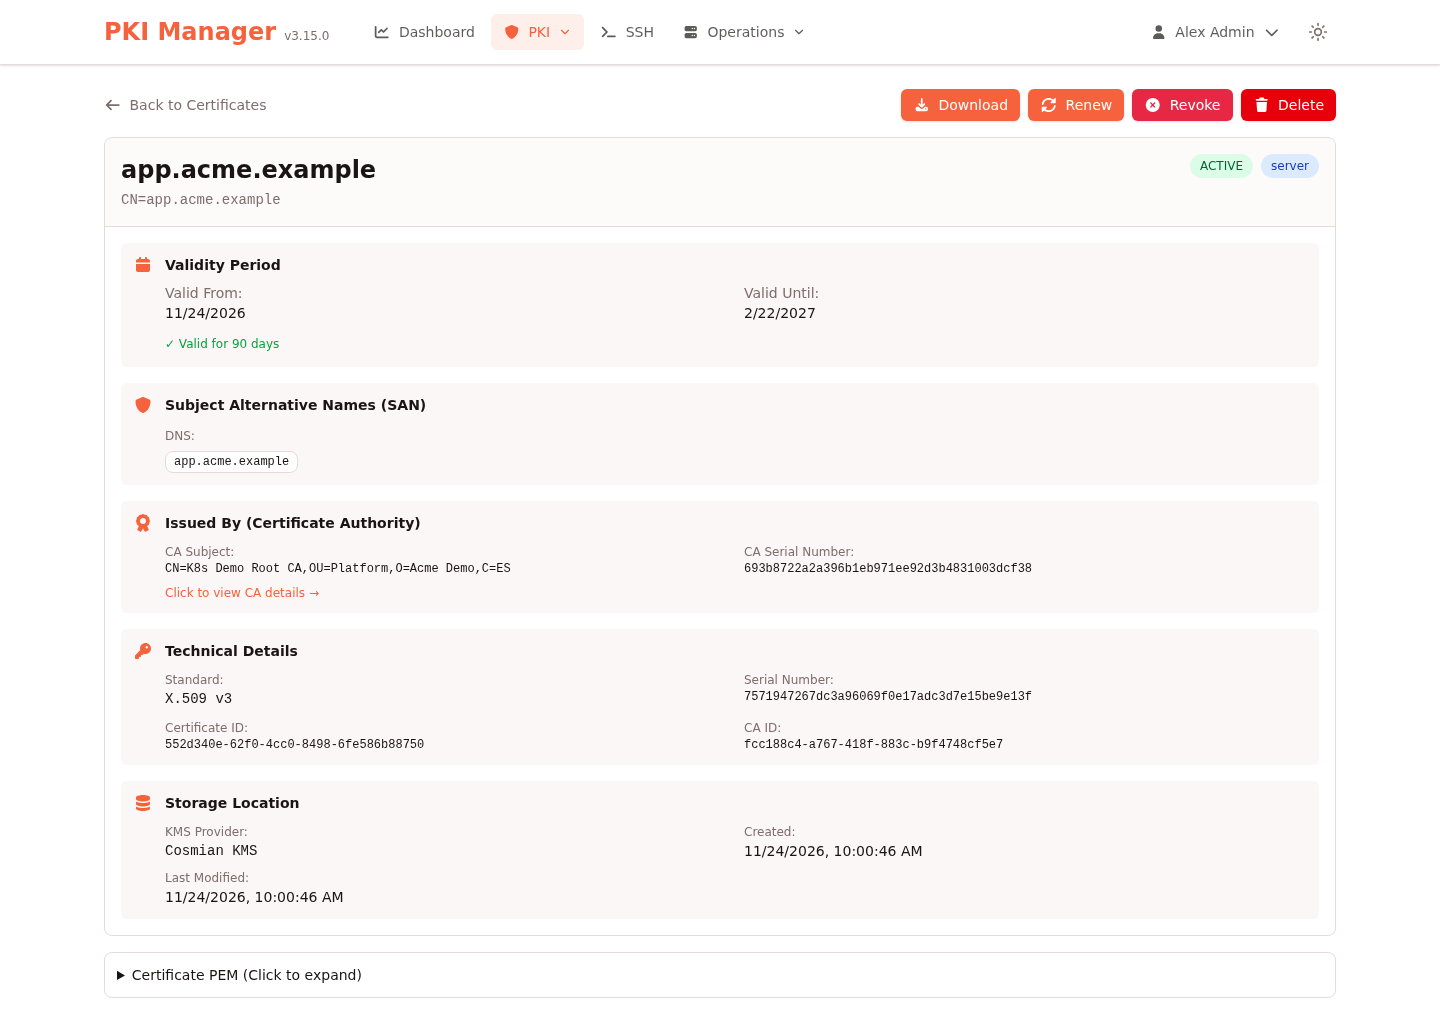 PKI Manager v3.15.0
Dashboard
PKI
SSH
Operations
Alex Admin
Back to Certificates
Download
Renew
Revoke
Delete
app.acme.example
CN=app.acme.example
ACTIVE
server
Validity Period
Valid From:
11/24/2026
Valid Until:
2/22/2027
✓ Valid for 90 days
Subject Alternative Names (SAN)
DNS:
app.acme.example
Issued By (Certificate Authority)
CA Subject:
CN=K8s Demo Root CA,OU=Platform,O=Acme Demo,C=ES
CA Serial Number:
693b8722a2a396b1eb971ee92d3b4831003dcf38
Click to view CA details →
Technical Details
Standard:
X.509 v3
Serial Number:
7571947267dc3a96069f0e17adc3d7e15be9e13f
Certificate ID:
552d340e-62f0-4cc0-8498-6fe586b88750
CA ID:
fcc188c4-a767-418f-883c-b9f4748cf5e7
Storage Location
KMS Provider:
Cosmian KMS
Created:
11/24/2026, 10:00:46 AM
Last Modified:
11/24/2026, 10:00:46 AM
Certificate PEM (Click to expand)